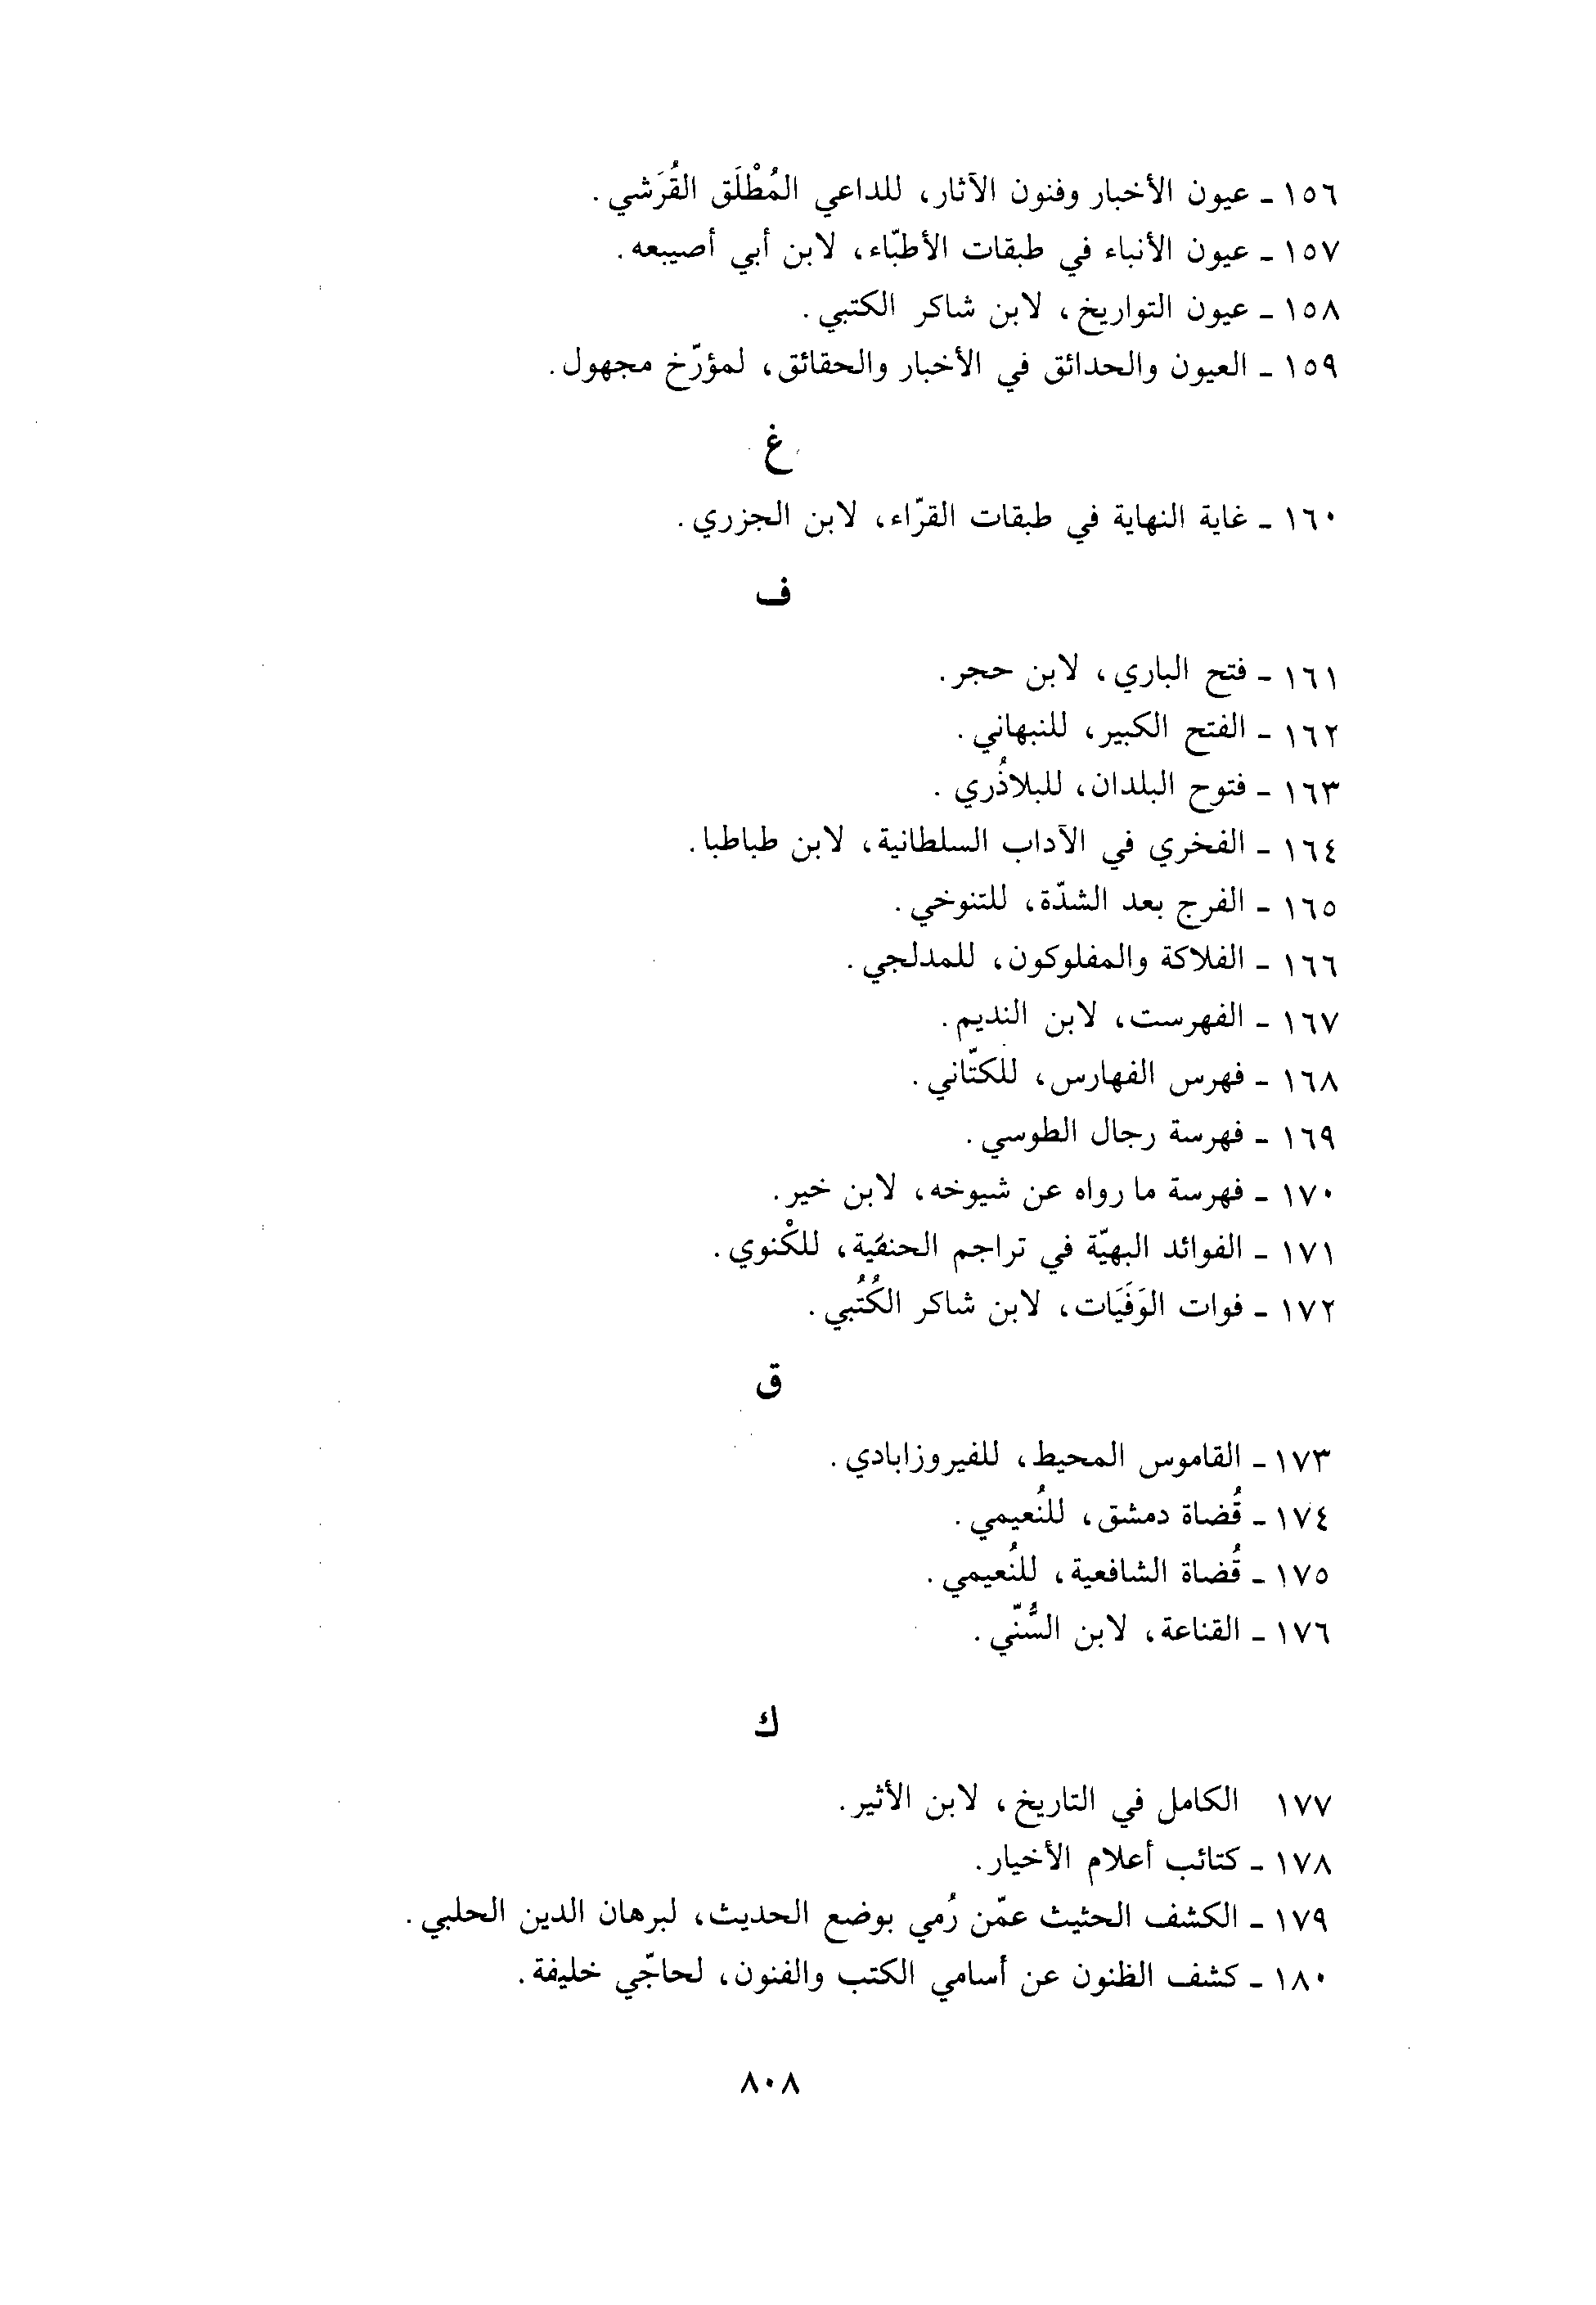 ١٥٦ ـ عيون الأخبار وفنون الآثار، للداعي المُطْلَق القُرَشي.
١٥٧ ـ عيون الأنباء في طبقات الأطبّاء، لابن أبي أصيبعه.
١٥٨ ـ عيون التواريخ، لابن شاكر الكتبي.
١٥٩ ـ العيون والحدائق في الأخبار والحقائق، لمؤرّخ مجهول.
غ
١٦٠ ـ غاية النهاية في طبقات القرّاء، لابن الجزري.
ف
١٦١ ـ فتح الباري، لابن حجر.
١٦٢ ـ الفتح الكبير، للنبهاني.
١٦٣ ـ فتوح البلدان، للبلاذُري.
١٦٤ ـ الفخري في الآداب السلطانية، لابن طباطبا.
١٦٥ ـ الفرج بعد الشدّة، للتنوخي.
١٦٦ ـ الفلاكة والمفلوكون، للمدلجي.
١٦٧ ـ الفهرست، لابن النديم.
١٦٨ ـ فهرس الفهارس، للكتّاني.
١٦٩ ـ فهرسة رجال الطوسي.
١٧٠ ـ فهرسة ما رواه عن شيوخه، لابن خير.
١٧١ ـ الفوائد البهيّة في تراجم الحنفية، للكْنوي.
١٧٢ ـ فوات الوَفَيَات، لابن شاكر الكُتُبي.
ق
١٧٣ ـ القاموس المحيط، للفيروزابادي.
١٧٤ ـ قُضاة دمشق، للنُعيمي.
١٧٥ ـ قُضاة الشافعية، للنُعيمي.
١٧٦ ـ القناعة، لابن السُّنّي.
ك
١٧٧ الكامل في التاريخ، لابن الأثير.
١٧٨ ـ كتائب أعلام الأخيار.
١٧٩ ـ الكشف الحثيث عمّن رُمي بوضع الحديث، لبرهان الدين الحلبي.
١٨٠ ـ كشف الظنون عن أسامي الكتب والفنون، لحاجّي خليفة.
٨٠٨